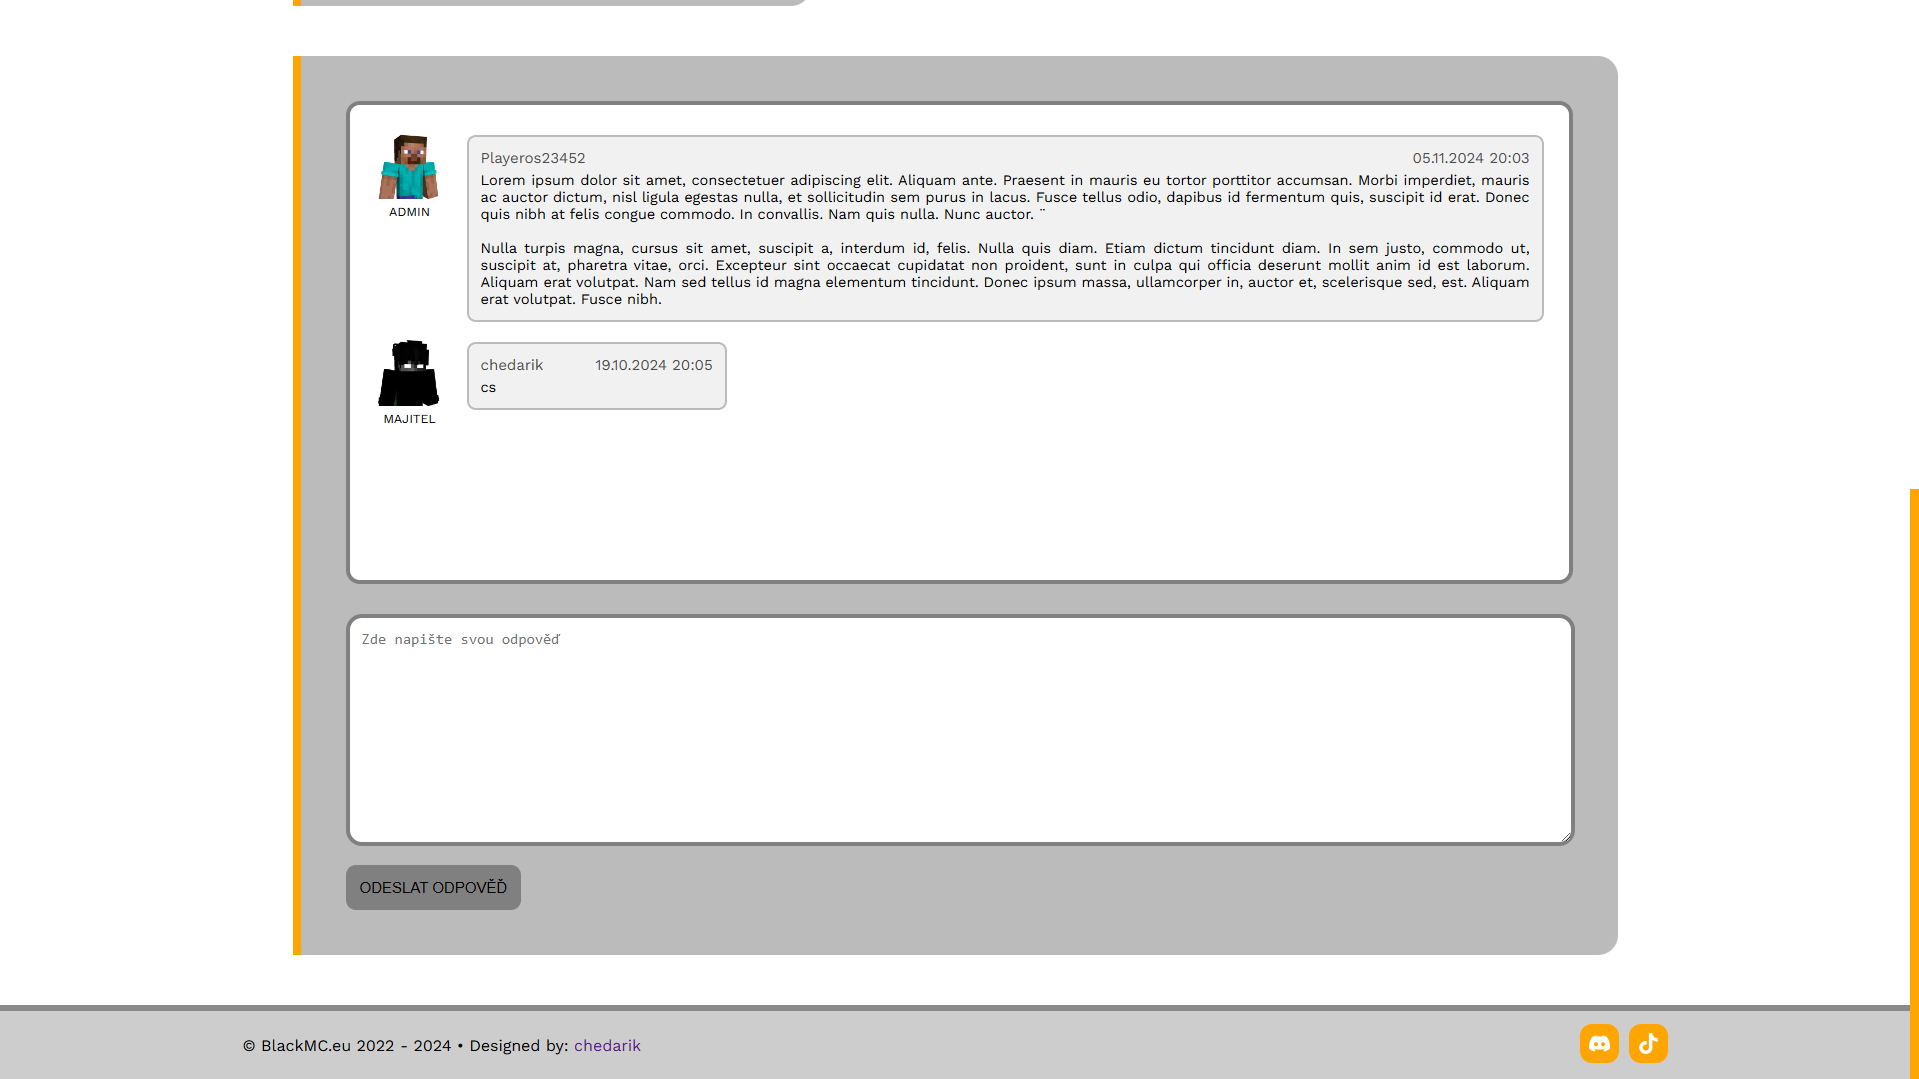 Playeros23452 05.11.2024 20:03
Lorem ipsum dolor sit amet, consectetuer adipiscing elit. Aliquam ante. Praesent in mauris eu tortor porttitor accumsan. Morbi imperdiet, mauris
ac auctor dictum, nisl ligula egestas nulla, et sollicitudin sem purus in lacus. Fusce tellus odio, dapibus id fermentum quis, suscipit id erat. Donec
quis nibh at felis congue commodo. In convallis. Nam quis nulla. Nunc auctor. ¨
Nulla turpis magna, cursus sit amet, suscipit a, interdum id, felis. Nulla quis diam. Etiam dictum tincidunt diam. In sem justo, commodo ut,
suscipit at, pharetra vitae, orci. Excepteur sint occaecat cupidatat non proident, sunt in culpa qui officia deserunt mollit anim id est laborum.
Aliquam erat volutpat. Nam sed tellus id magna elementum tincidunt. Donec ipsum massa, ullamcorper in, auctor et, scelerisque sed, est. Aliquam
erat volutpat. Fusce nibh.
ADMIN
chedarik 19.10.2024 20:05
cs
MAJITEL
Zde napište svou odpověď
ODESLAT ODPOVĚĎ
© BlackMC.eu 2022 - 2024 • Designed by: chedarik